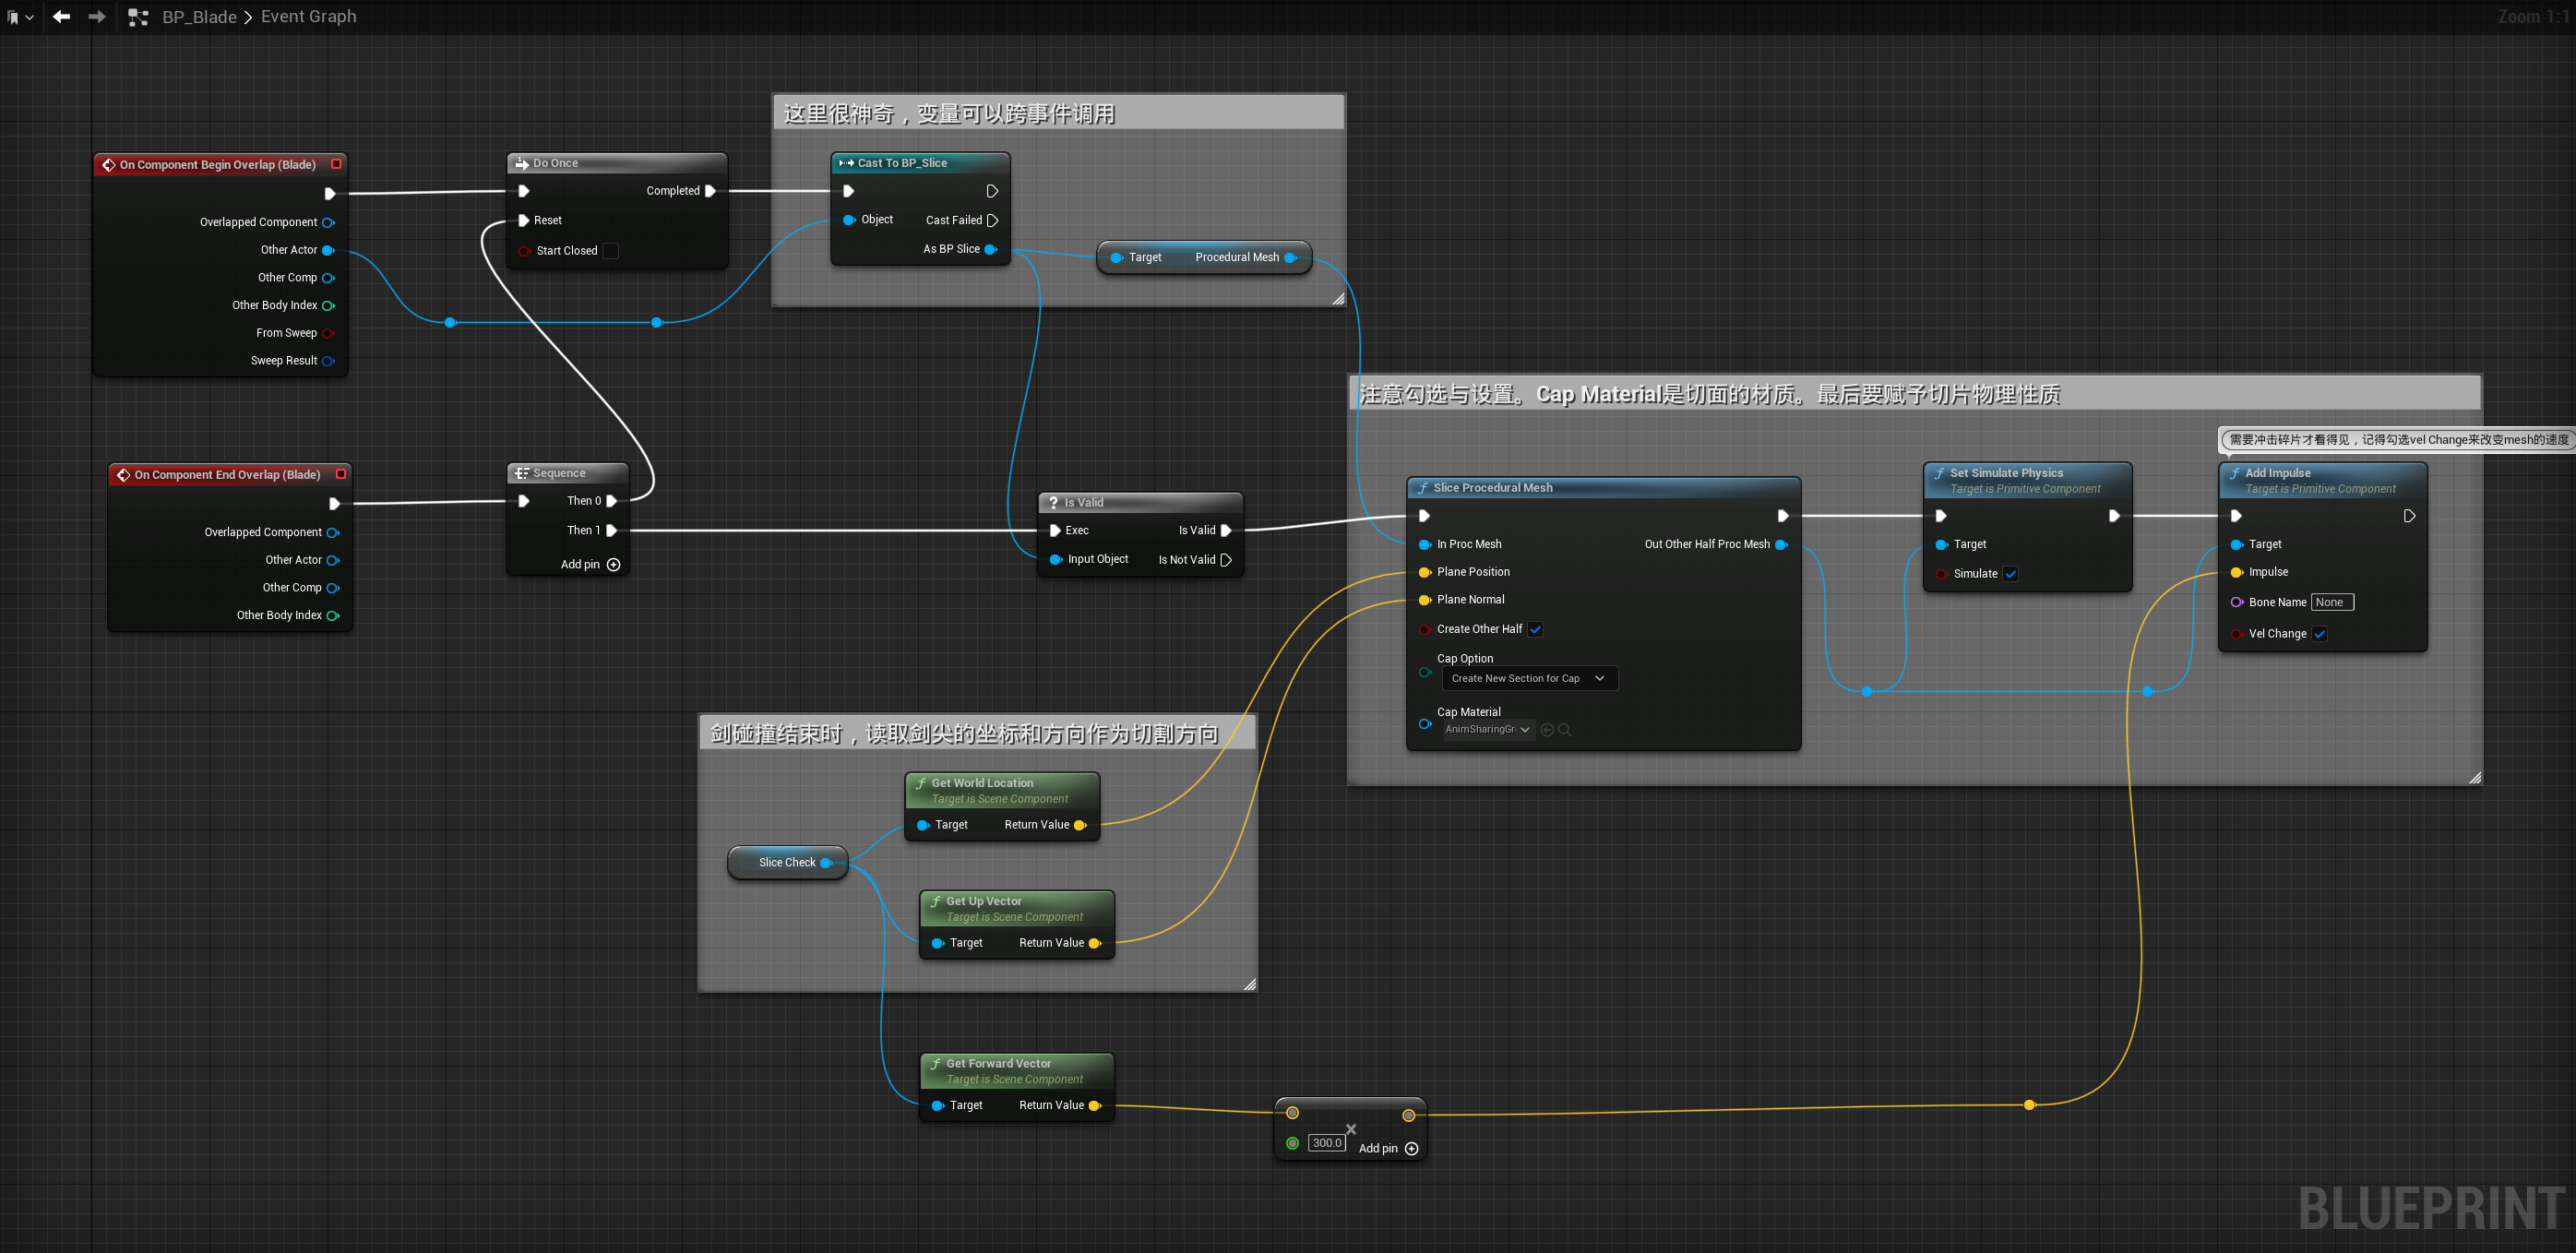 BP_Blade > Event Graph
Zoom 1:1
这里很神奇，变量可以跨事件调用
On Component Begin Overlap (Blade)
Overlapped Component
Other Actor
Other Comp
Other Body Index
From Sweep
Sweep Result
Do Once
Completed
Reset
Start Closed
Cast To BP_Slice
Object
Cast Failed
As BP Slice
Target
Procedural Mesh
注意勾选与设置。Cap Material是切面的材质。最后要赋予切片物理性质
需要冲击碎片才看得见，记得勾选vel Change来改变mesh的速度
On Component End Overlap (Blade)
Overlapped Component
Other Actor
Other Comp
Other Body Index
Sequence
Then 0
Then 1
Add pin
Is Valid
Exec
Is Valid
Input Object
Is Not Valid
Slice Procedural Mesh
In Proc Mesh
Out Other Half Proc Mesh
Plane Position
Plane Normal
Create Other Half
Cap Option
Create New Section for Cap
Cap Material
AnimSharingGr
Set Simulate Physics
Target is Primitive Component
Target
Simulate
Add Impulse
Target is Primitive Component
Target
Impulse
Bone Name None
Vel Change
剑碰撞结束时，读取剑尖的坐标和方向作为切割方向
Get World Location
Target is Scene Component
Target
Return Value
Slice Check
Get Up Vector
Target is Scene Component
Target
Return Value
Get Forward Vector
Target is Scene Component
Target
Return Value
300.0
Add pin
BLUEPRINT